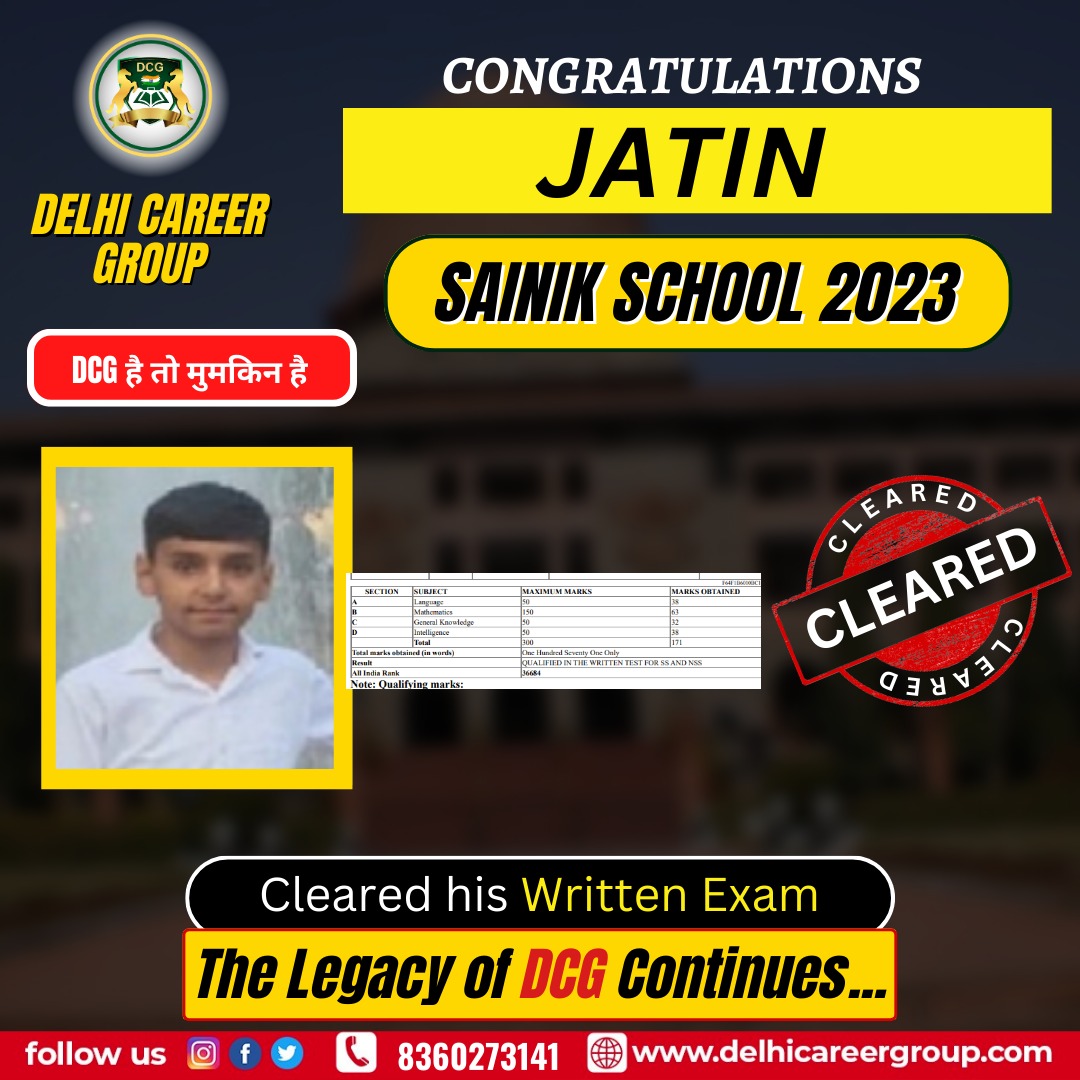 DCG
DELHI CAREER
GROUP
CONGRATULATIONS
JATIN
SAINIK SCHOOL 2023
DCG है तो मुमकिन है
SECTION SUBJECT MAXIMUM MARKS MARKS OBTAINED
A Language 50 38
B Mathematics 150 63
C General Knowledge 50 32
D Intelligence 50 38
Total 300 171
Total marks obtained (in words) One Hundred Seventy One Only
Result QUALIFIED IN THE WRITTEN TEST FOR SS AND NSS
All India Rank 36684
Note: Qualifying marks:
CLEARED
CLEARED
CLEARED
Cleared his Written Exam
The Legacy of DCG Continues...
follow us 8360273141 www.delhicareergroup.com